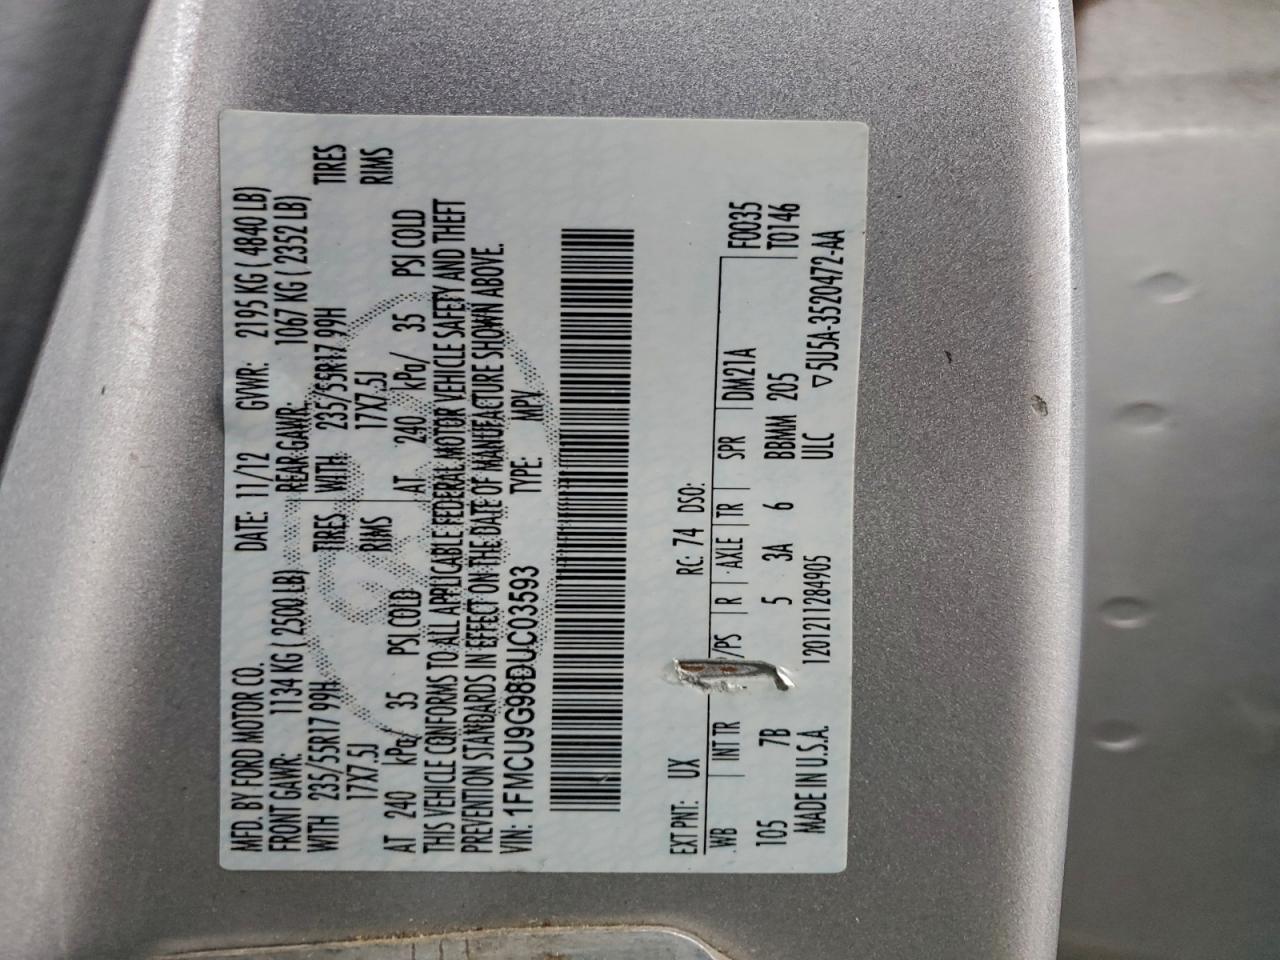 MFD. BY FORD MOTOR CO. DATE: 11/12 GVWR: 2195 KG ( 4840 LB)
FRONT GAWR: 1134 KG ( 2500 LB) REAR GAWR: 1067 KG ( 2352 LB)
WITH 235/55R17 99H TIRES WITH 235/55R17 99H TIRES
17X7.5J RIMS 17X7.5J RIMS
AT 240 kPa/ 35 PSI COLD AT 240 kPa/ 35 PSI COLD
THIS VEHICLE CONFORMS TO ALL APPLICABLE FEDERAL MOTOR VEHICLE SAFETY AND THEFT
PREVENTION STANDARDS IN EFFECT ON THE DATE OF MANUFACTURE SHOWN ABOVE.
VIN: 1FMCU9G98DUC03593 TYPE: MPV
EXT PNT: UX RC: 74 DSO:
WB INT TR /PS R AXLE TR SPR DM21A F0035
105 7B 5 3A 6 BBMM 205 T0146
MADE IN U.S.A. 1201211284905 ULC ▽5U5A-3520472-AA